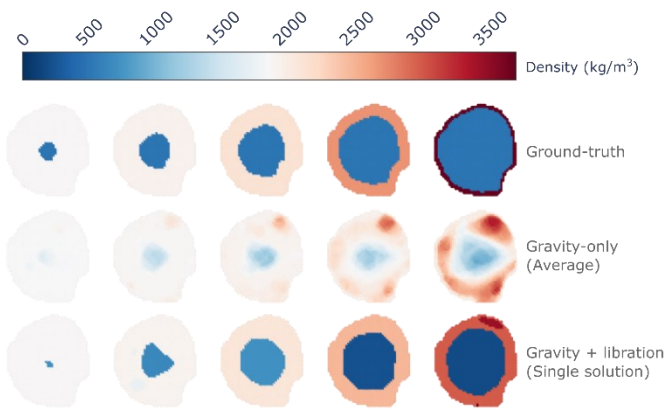 0 500 1000 1500 2000 2500 3000 3500
Density (kg/m³)
Ground-truth
Gravity-only
(Average)
Gravity + libration
(Single solution)